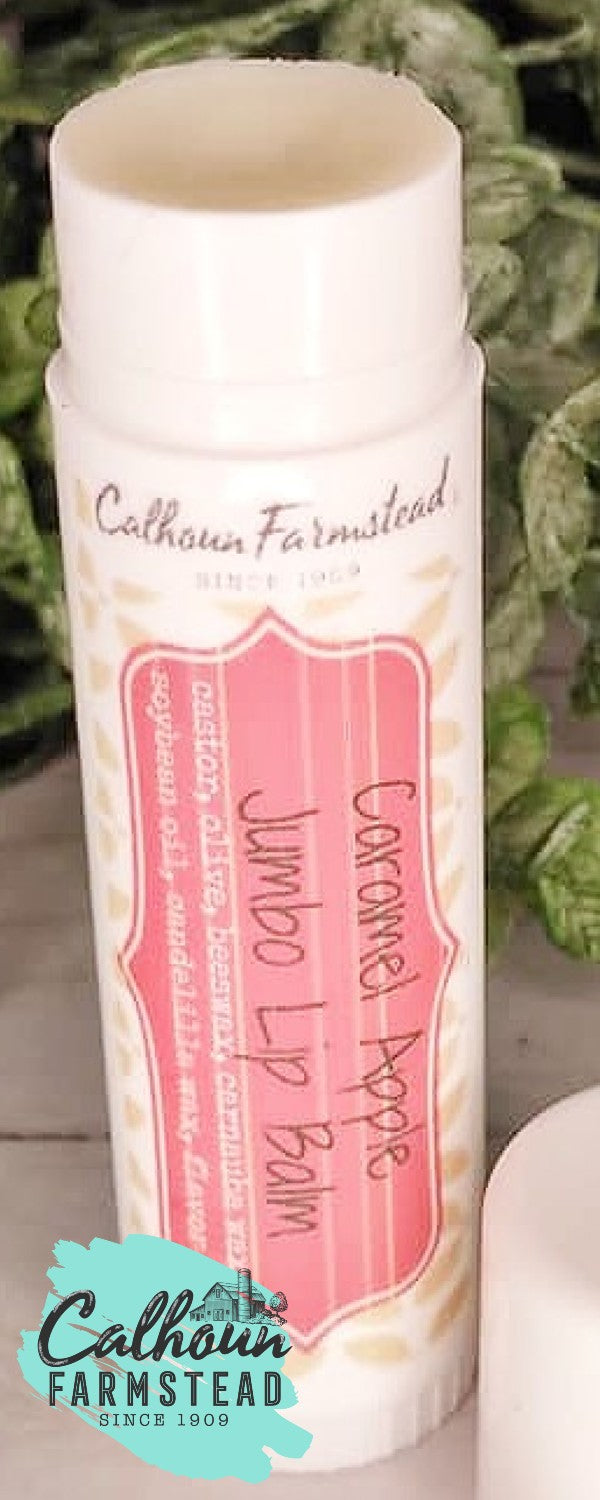 Calhoun Farmstead
SINCE 1909
Caramel Apple
Jumbo Lip Balm
castor, olive, beeswax, carnauba wax
soybean oil, candelilla wax, flavor
Calhoun
FARMSTEAD
SINCE 1909